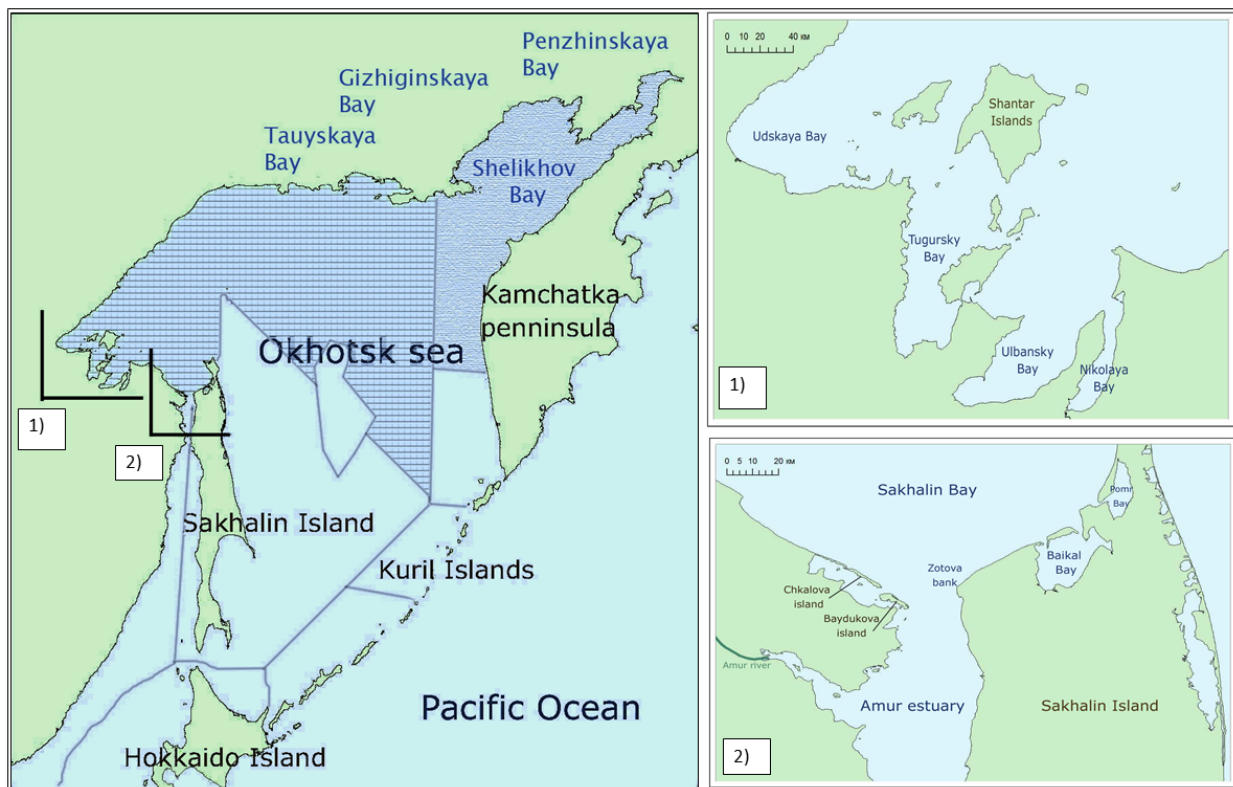 Penzhinskaya
Bay
Gizhiginskaya
Bay
Tauyskaya
Bay
Shelikhov
Bay
Kamchatka
penninsula
Okhotsk sea
1)
2)
Sakhalin Island
Kuril Islands
Pacific Ocean
Hokkaido Island
0 10 20 40 км
Shantar
Islands
Udskaya Bay
Tugursky
Bay
Ulbansky
Bay
Nikolaya
Bay
1)
0 5 10 20 км
Sakhalin Bay
Pomr
Bay
Baikal
Bay
Zotova
bank
Chkalova
island
Baydukova
island
Amur river
Amur estuary
Sakhalin Island
2)